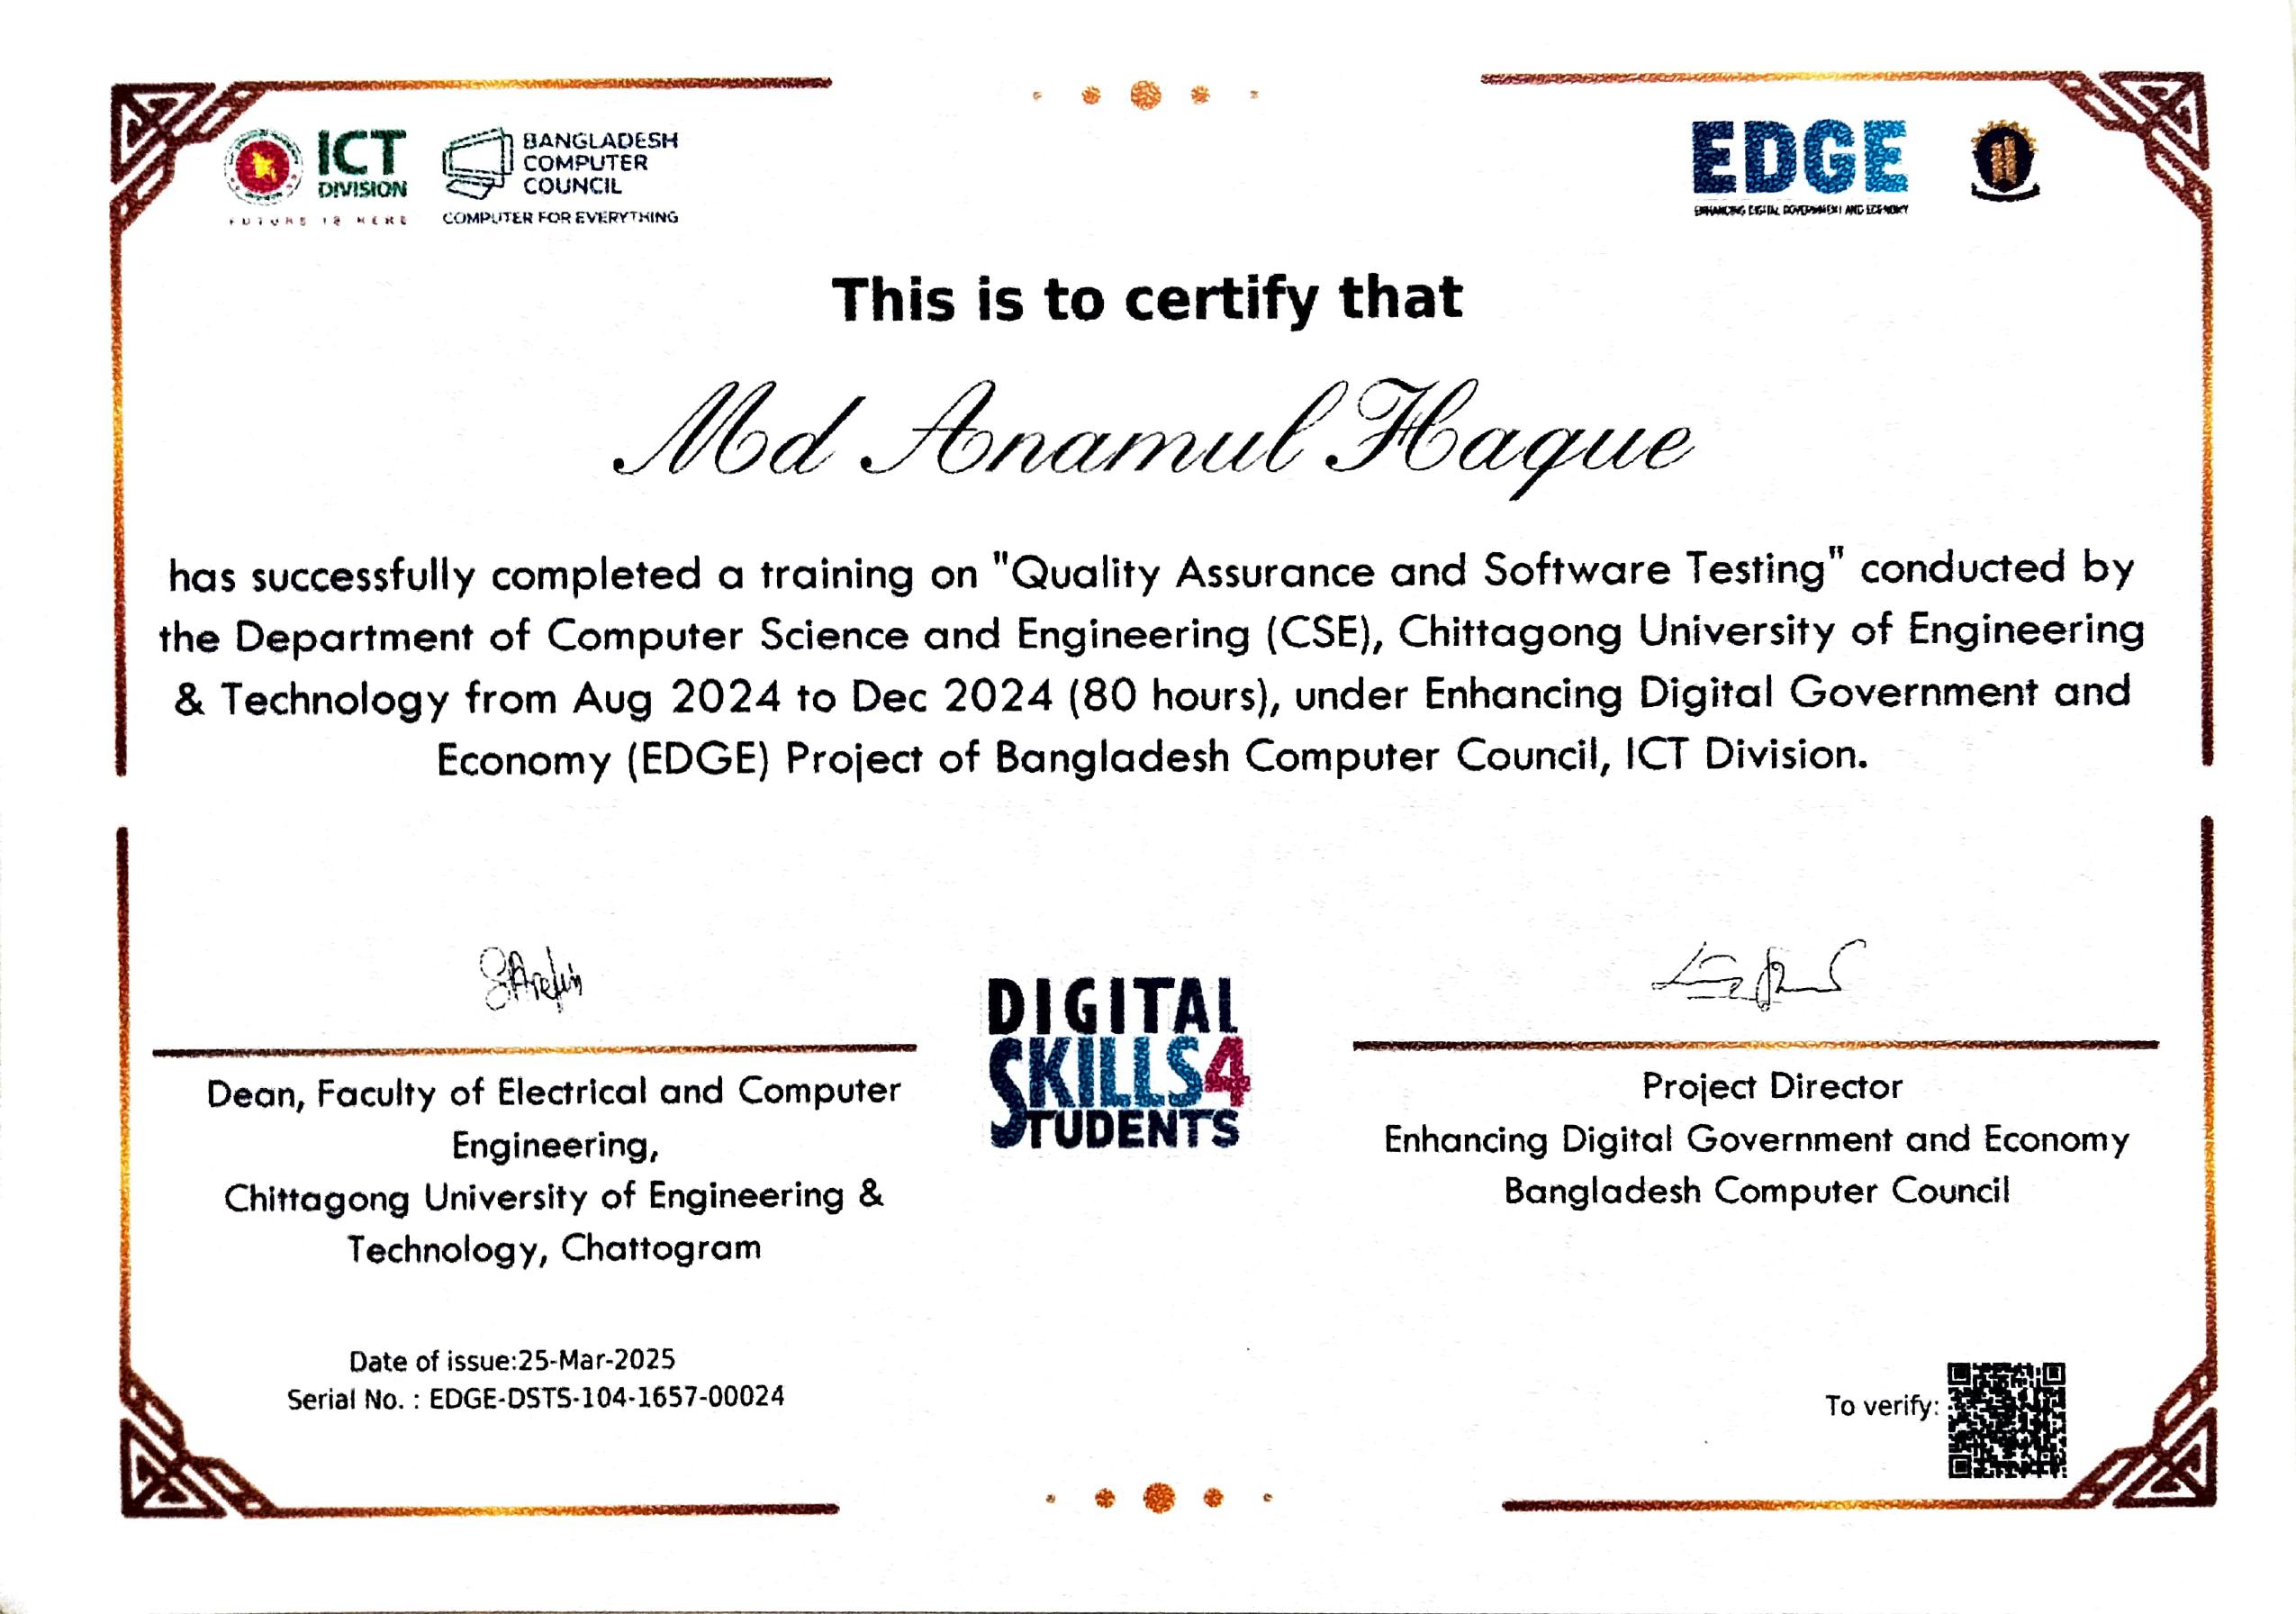 ICT
DIVISION
FUTURE IS HERE
BANGLADESH
COMPUTER
COUNCIL
COMPUTER FOR EVERYTHING
EDGE
ENHANCING DIGITAL GOVERNMENT AND ECONOMY
This is to certify that
Md Anamul Haque
has successfully completed a training on "Quality Assurance and Software Testing" conducted by
the Department of Computer Science and Engineering (CSE), Chittagong University of Engineering
& Technology from Aug 2024 to Dec 2024 (80 hours), under Enhancing Digital Government and
Economy (EDGE) Project of Bangladesh Computer Council, ICT Division.
Dean, Faculty of Electrical and Computer
Engineering,
Chittagong University of Engineering &
Technology, Chattogram
DIGITAL
SKILLS4
STUDENTS
Project Director
Enhancing Digital Government and Economy
Bangladesh Computer Council
Date of issue:25-Mar-2025
Serial No. : EDGE-DSTS-104-1657-00024
To verify: